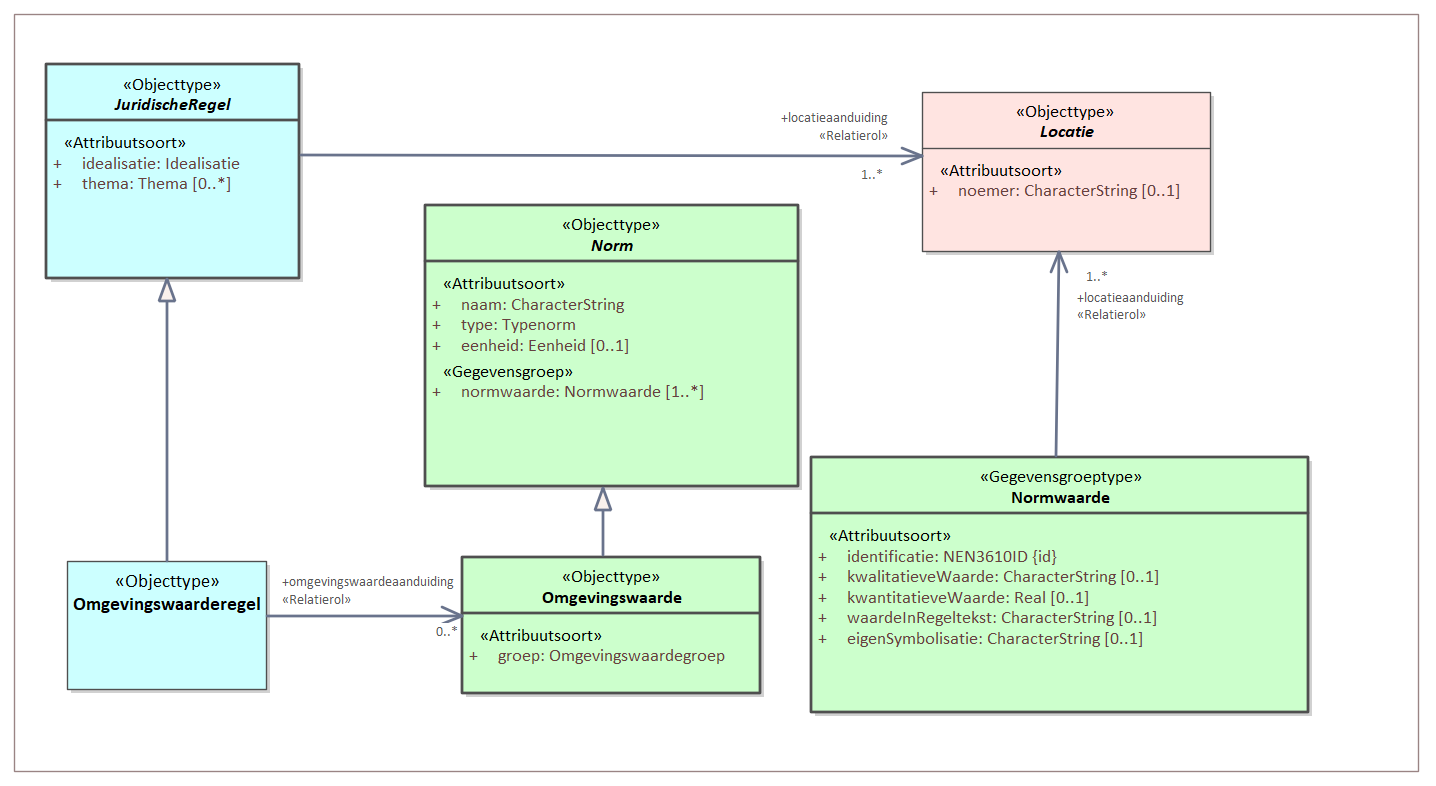 «Objecttype»
JuridischeRegel
«Attribuutsoort»
+ idealisatie: Idealisatie
+ thema: Thema [0..*]
+locatieaanduiding
«Relatierol»
1..*
«Objecttype»
Locatie
«Attribuutsoort»
+ noemer: CharacterString [0..1]
«Objecttype»
Norm
«Attribuutsoort»
+ naam: CharacterString
+ type: Typenorm
+ eenheid: Eenheid [0..1]
«Gegevensgroep»
+ normwaarde: Normwaarde [1..*]
1..*
+locatieaanduiding
«Relatierol»
«Gegevensgroeptype»
Normwaarde
«Attribuutsoort»
+ identificatie: NEN3610ID {id}
+ kwalitatieveWaarde: CharacterString [0..1]
+ kwantitatieveWaarde: Real [0..1]
+ waardeInRegeltekst: CharacterString [0..1]
+ eigenSymbolisatie: CharacterString [0..1]
«Objecttype»
Omgevingswaarderegel
+omgevingswaardeaanduiding
«Relatierol»
0..*
«Objecttype»
Omgevingswaarde
«Attribuutsoort»
+ groep: Omgevingswaardegroep